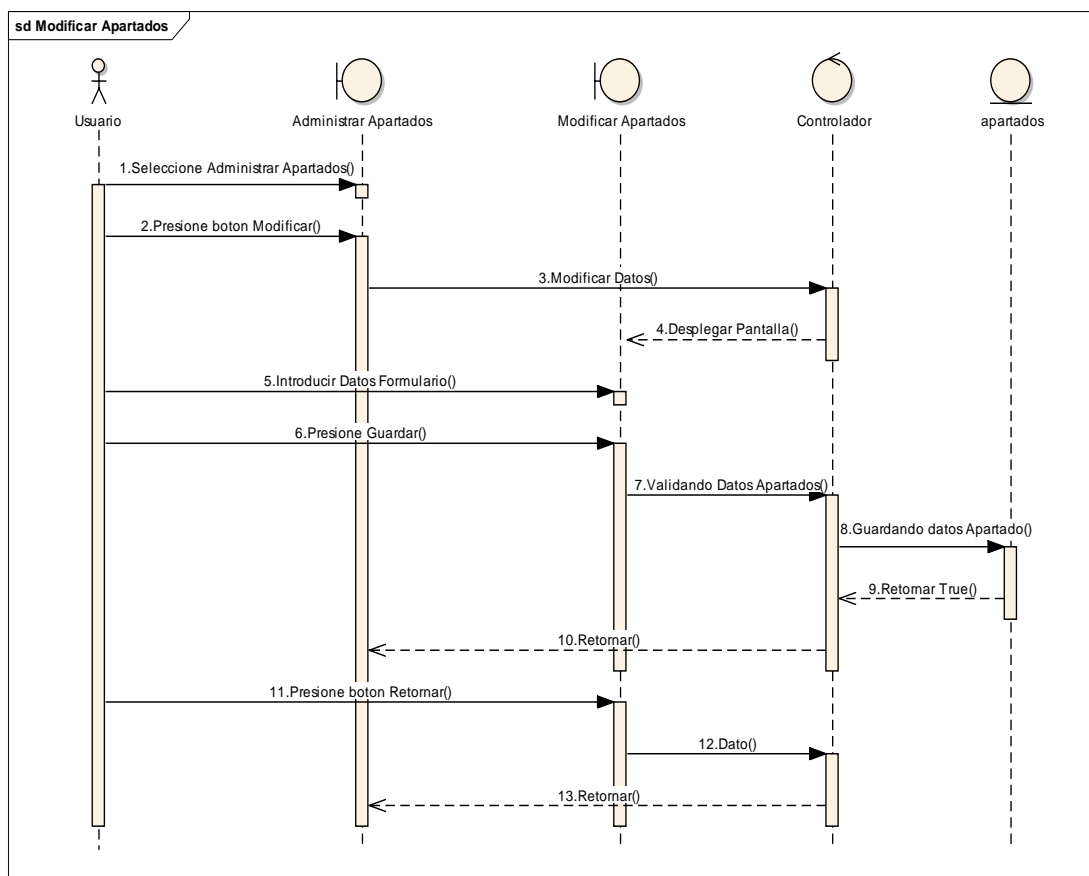 sd Modificar Apartados
Usuario
Administrar Apartados
Modificar Apartados
Controlador
apartados
1.Seleccione Administrar Apartados()
2.Presione boton Modificar()
3.Modificar Datos()
4.Desplegar Pantalla()
5.Introducir Datos Formulario()
6.Presione Guardar()
7.Validando Datos Apartados()
8.Guardando datos Apartado()
9.Retornar True()
10.Retornar()
11.Presione boton Retornar()
12.Dato()
13.Retornar()